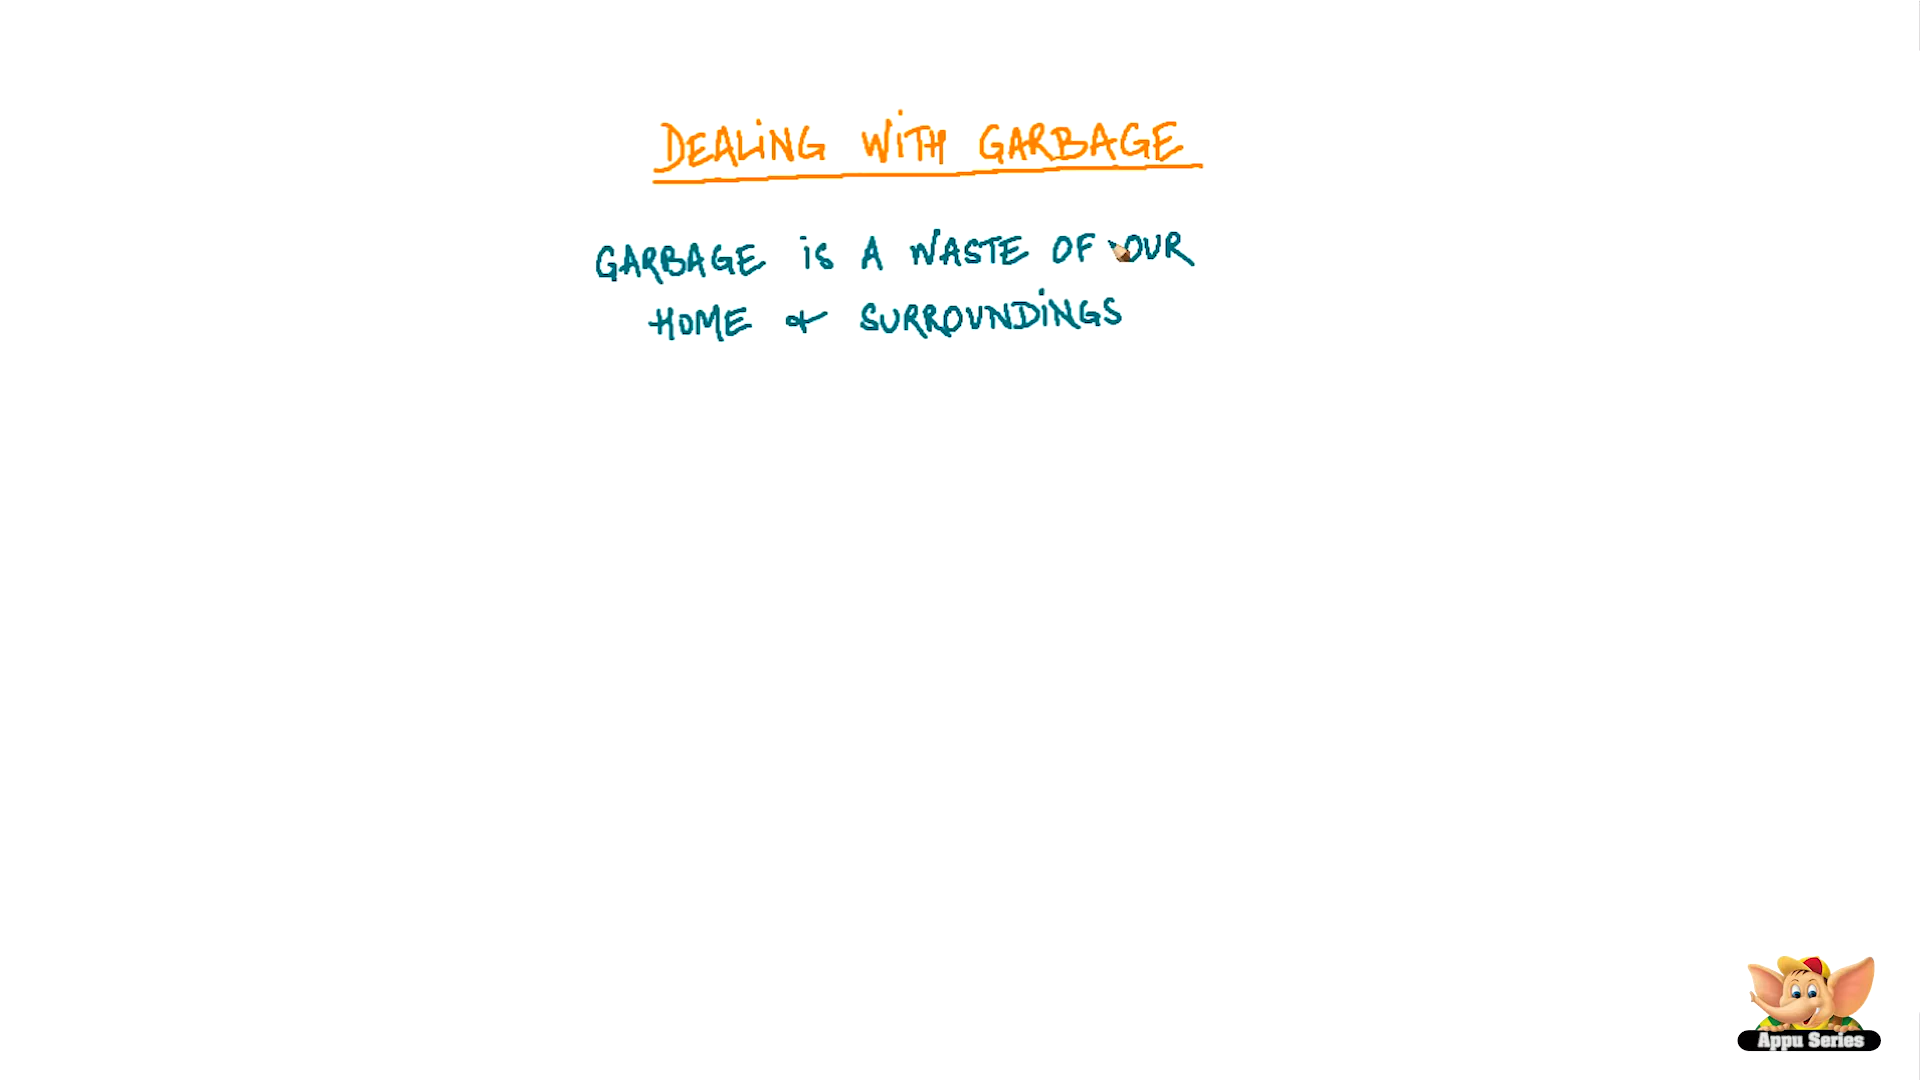 DEALING WITH GARBAGE
GARBAGE IS A WASTE OF OUR
HOME & SURROUNDINGS
Appu Series